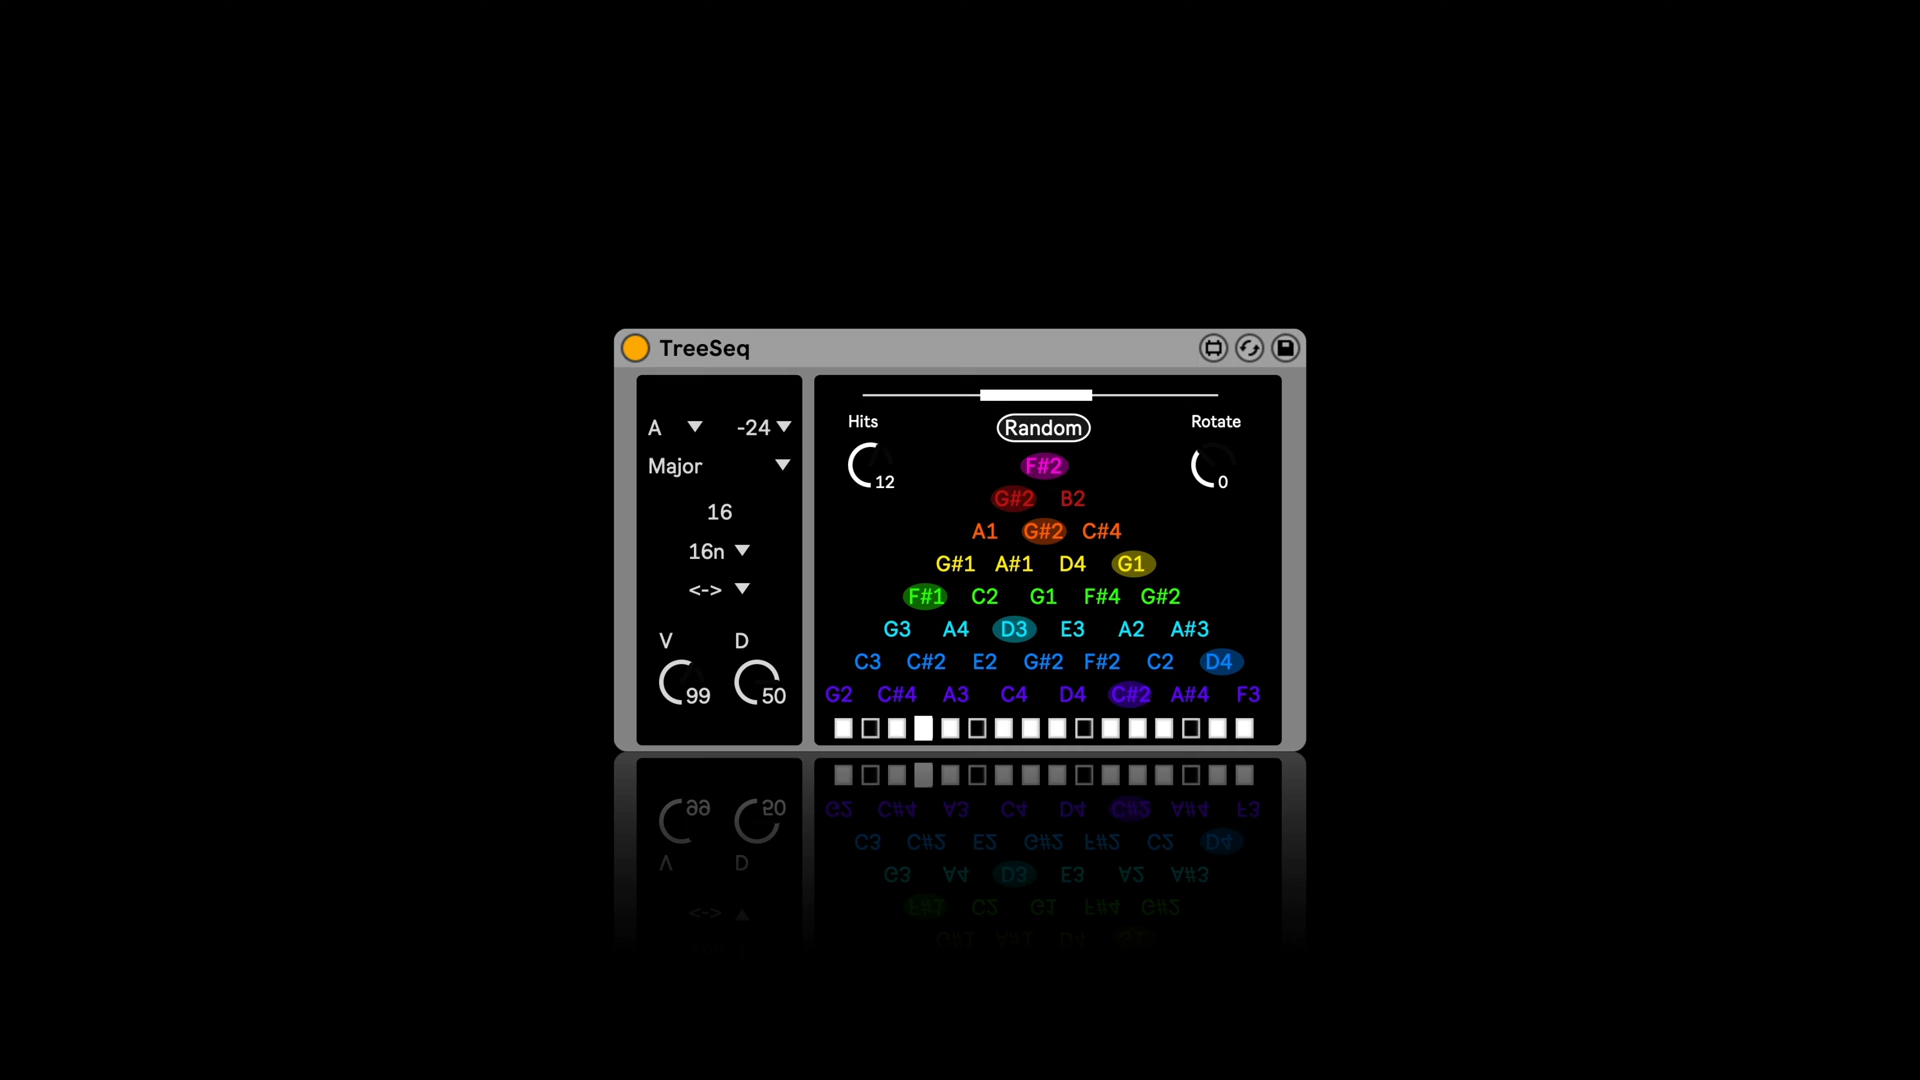 TreeSeq
A -24
Major
16
16n
<->
V D
99 50
Hits Random Rotate
12 0
F#2
G#2 B2
A1 G#2 C#4
G#1 A#1 D4 G1
F#1 C2 G1 F#4 G#2
G3 A4 D3 E3 A2 A#3
C3 C#2 E2 G#2 F#2 C2 D4
G2 C#4 A3 C4 D4 C#2 A#4 F3